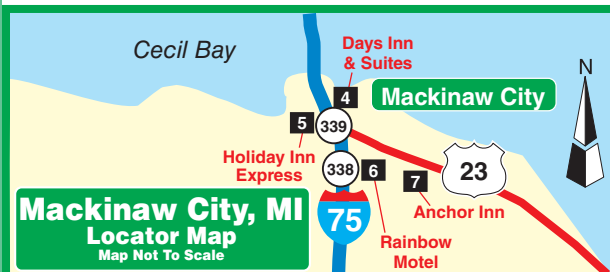 Cecil Bay
Days Inn
& Suites
N
4
Mackinaw City
5
339
Holiday Inn
Express
338
6
7
23
Anchor Inn
Mackinaw City, MI
Locator Map
Map Not To Scale
75
Rainbow
Motel